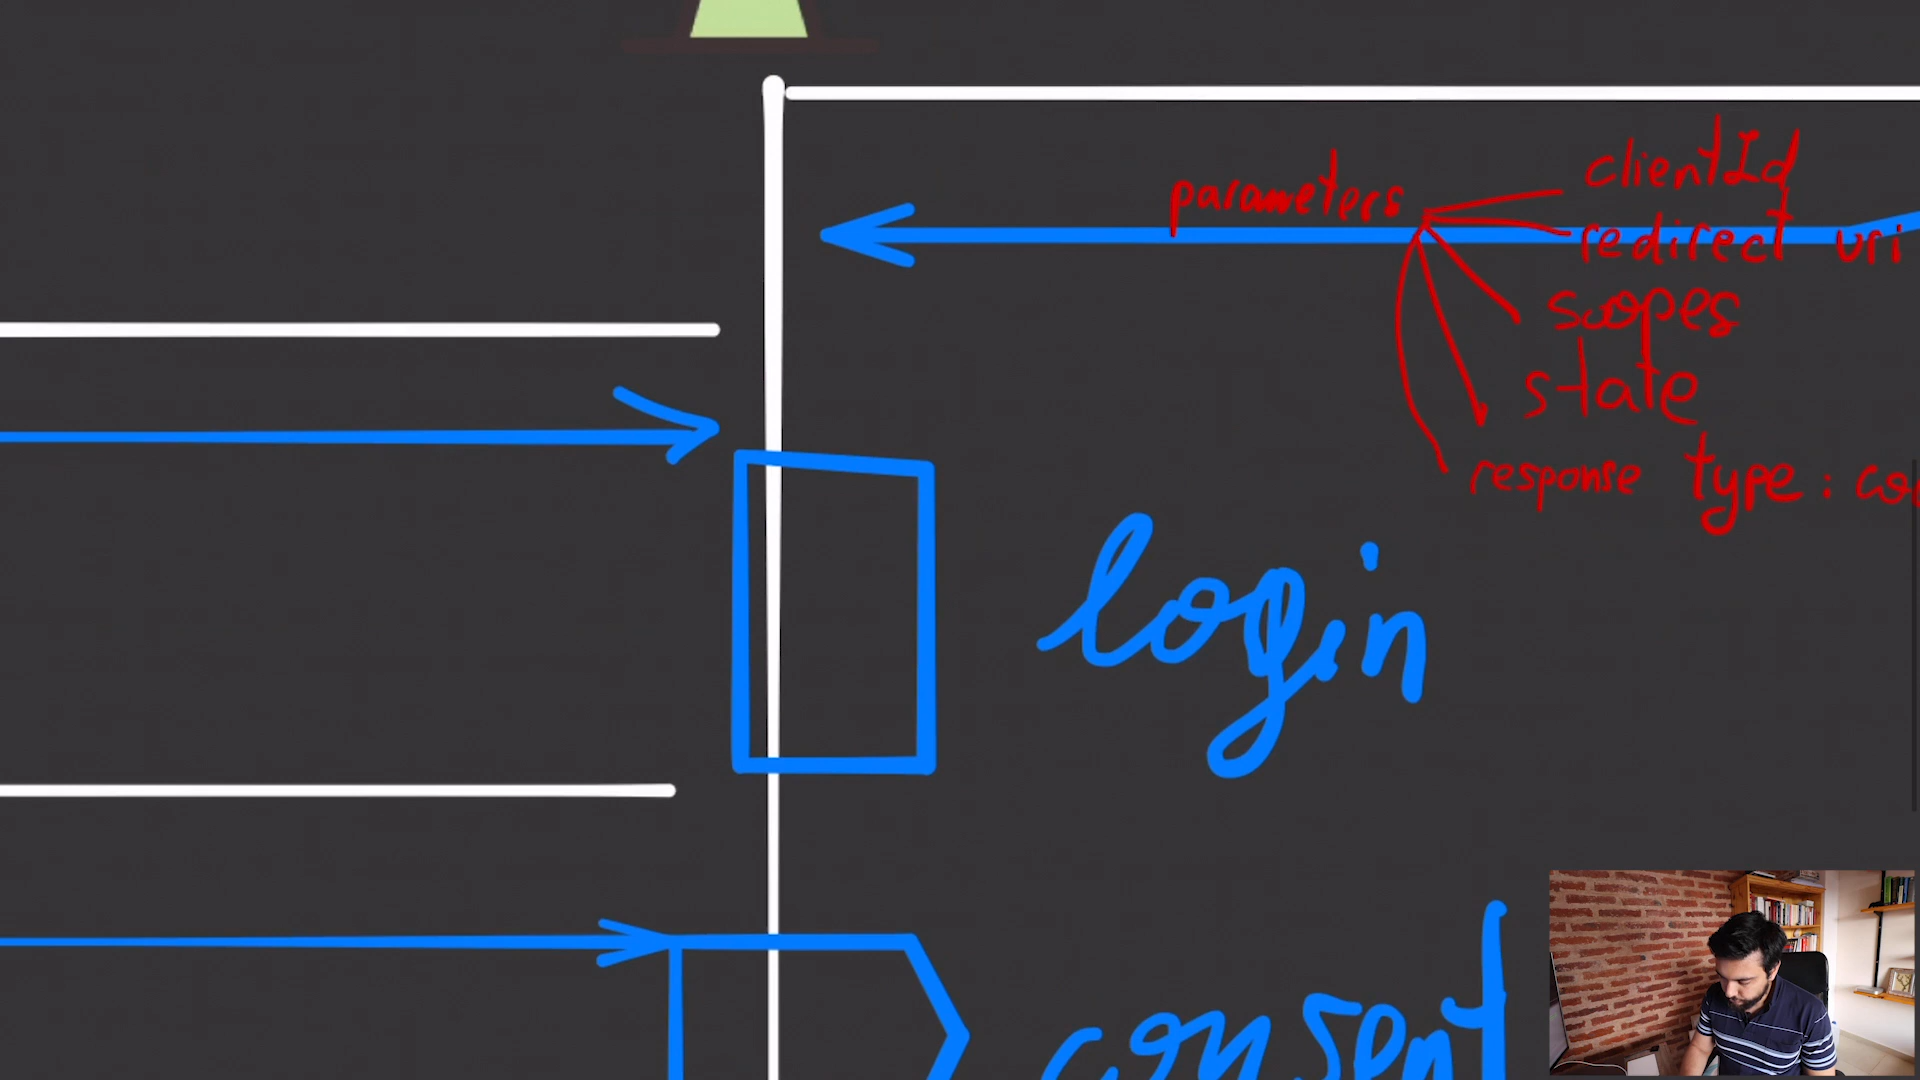 parameters
clientId
redirect uri
scopes
state
response type :
login
consent